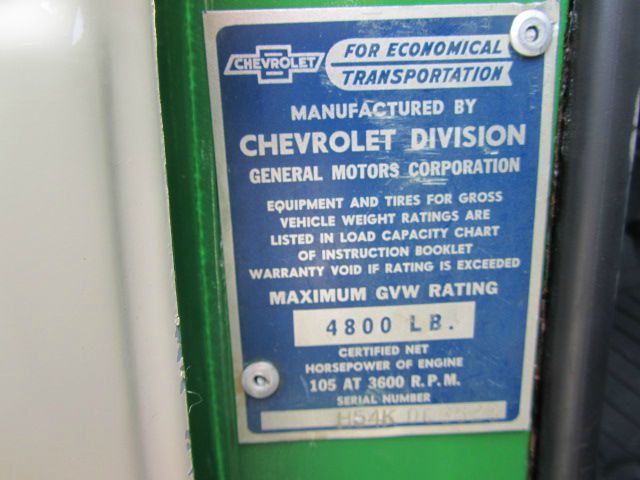 CHEVROLET
FOR ECONOMICAL
TRANSPORTATION
MANUFACTURED BY
CHEVROLET DIVISION
GENERAL MOTORS CORPORATION
EQUIPMENT AND TIRES FOR GROSS
VEHICLE WEIGHT RATINGS ARE
LISTED IN LOAD CAPACITY CHART
OF INSTRUCTION BOOKLET
WARRANTY VOID IF RATING IS EXCEEDED
MAXIMUM GVW RATING
4800 LB.
CERTIFIED NET
HORSEPOWER OF ENGINE
105 AT 3600 R.P.M.
SERIAL NUMBER
H54K